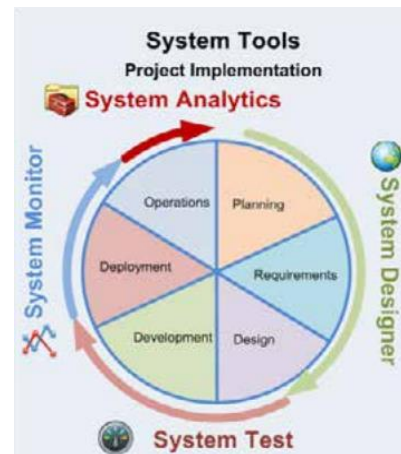 System Tools
Project Implementation
System Analytics
System Monitor
System Designer
Operations
Planning
Deployment
Requirements
Development
Design
System Test